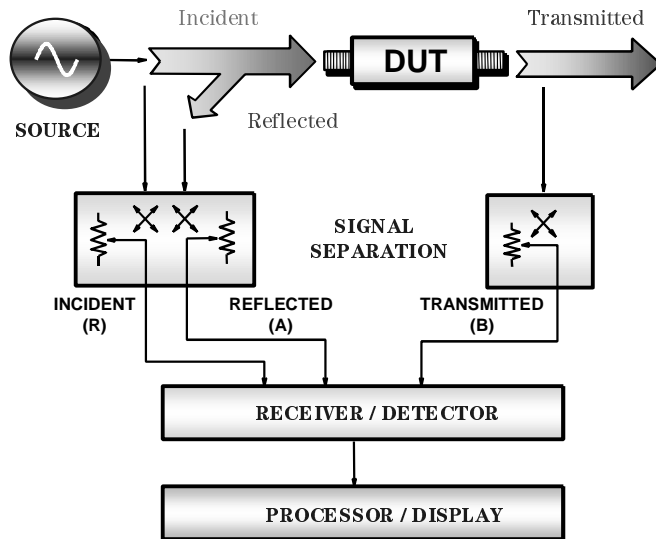 Incident
Transmitted
DUT
SOURCE
Reflected
SIGNAL
SEPARATION
INCIDENT
(R)
REFLECTED
(A)
TRANSMITTED
(B)
RECEIVER / DETECTOR
PROCESSOR / DISPLAY